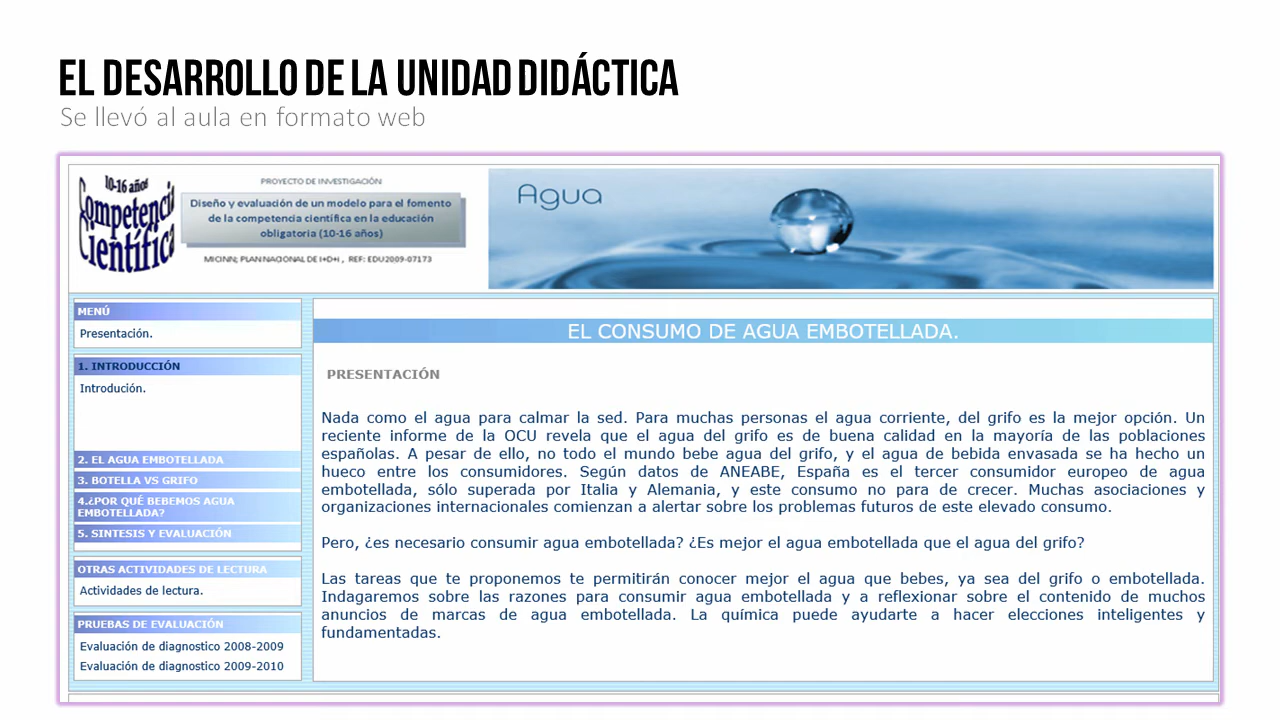 EL DESARROLLO DE LA UNIDAD DIDÁCTICA
Se llevó al aula en formato web
10-16 años
Competencia
Científica
PROYECTO DE INVESTIGACIÓN
Diseño y evaluación de un modelo para el fomento
de la competencia científica en la educación
obligatoria (10-16 años)
MICINN; PLAN NACIONAL DE I+D+I , REF: EDU2009-07173
Agua
MENÚ
Presentación.
1. INTRODUCCIÓN
Introdución.
2. EL AGUA EMBOTELLADA
3. BOTELLA VS GRIFO
4.¿POR QUÉ BEBEMOS AGUA
EMBOTELLADA?
5. SINTESIS Y EVALUACIÓN
OTRAS ACTIVIDADES DE LECTURA
Actividades de lectura.
PRUEBAS DE EVALUACIÓN
Evaluación de diagnostico 2008-2009
Evaluación de diagnostico 2009-2010
EL CONSUMO DE AGUA EMBOTELLADA.
PRESENTACIÓN
Nada como el agua para calmar la sed. Para muchas personas el agua corriente, del grifo es la mejor opción. Un
reciente informe de la OCU revela que el agua del grifo es de buena calidad en la mayoría de las poblaciones
españolas. A pesar de ello, no todo el mundo bebe agua del grifo, y el agua de bebida envasada se ha hecho un
hueco entre los consumidores. Según datos de ANEABE, España es el tercer consumidor europeo de agua
embotellada, sólo superada por Italia y Alemania, y este consumo no para de crecer. Muchas asociaciones y
organizaciones internacionales comienzan a alertar sobre los problemas futuros de este elevado consumo.
Pero, ¿es necesario consumir agua embotellada? ¿Es mejor el agua embotellada que el agua del grifo?
Las tareas que te proponemos te permitirán conocer mejor el agua que bebes, ya sea del grifo o embotellada.
Indagaremos sobre las razones para consumir agua embotellada y a reflexionar sobre el contenido de muchos
anuncios de marcas de agua embotellada. La química puede ayudarte a hacer elecciones inteligentes y
fundamentadas.